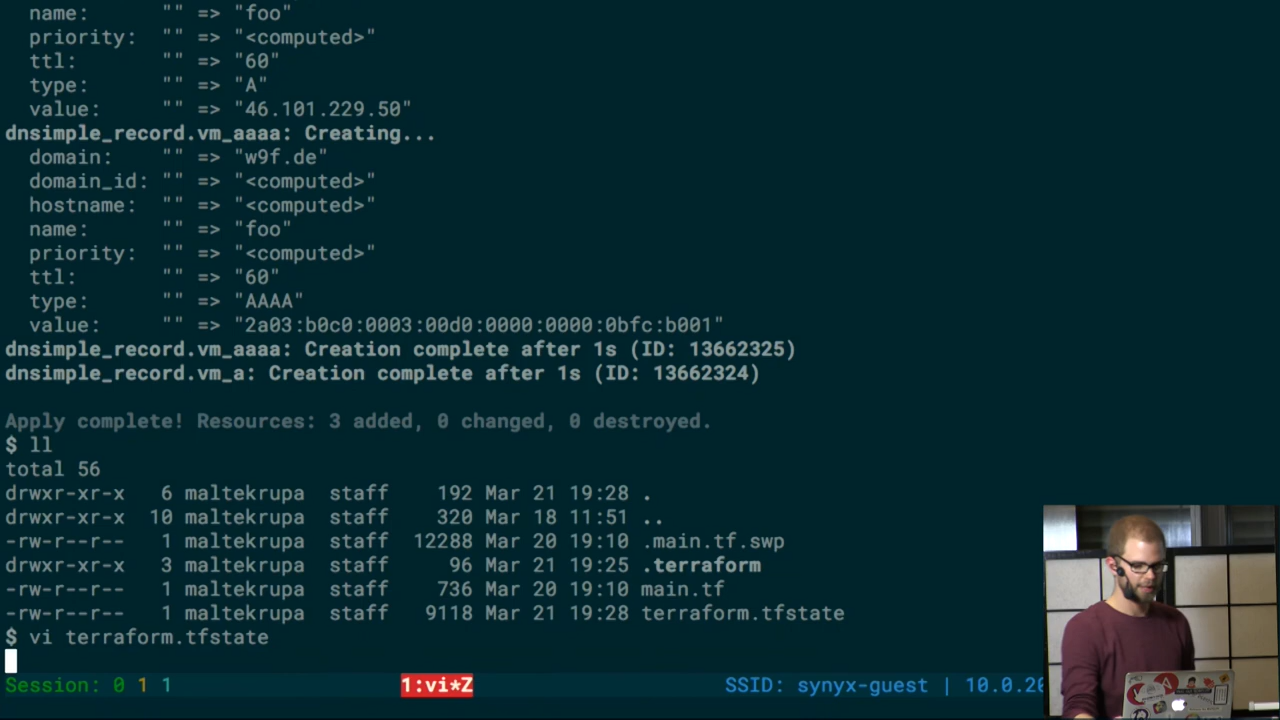 name:       "" => "foo"
priority:   "" => "<computed>"
ttl:        "" => "60"
type:       "" => "A"
value:      "" => "46.101.229.50"
dnsimple_record.vm_aaaa: Creating...
domain:     "" => "w9f.de"
domain_id:  "" => "<computed>"
hostname:   "" => "<computed>"
name:       "" => "foo"
priority:   "" => "<computed>"
ttl:        "" => "60"
type:       "" => "AAAA"
value:      "" => "2a03:b0c0:0003:00d0:0000:0000:0bfc:b001"
dnsimple_record.vm_aaaa: Creation complete after 1s (ID: 13662325)
dnsimple_record.vm_a: Creation complete after 1s (ID: 13662324)
Apply complete! Resources: 3 added, 0 changed, 0 destroyed.
$ ll
total 56
drwxr-xr-x   6 maltekrupa  staff    192 Mar 21 19:28 .
drwxr-xr-x  10 maltekrupa  staff    320 Mar 18 11:51 ..
-rw-r--r--   1 maltekrupa  staff  12288 Mar 20 19:10 .main.tf.swp
drwxr-xr-x   3 maltekrupa  staff     96 Mar 21 19:25 .terraform
-rw-r--r--   1 maltekrupa  staff    736 Mar 20 19:10 main.tf
-rw-r--r--   1 maltekrupa  staff   9118 Mar 21 19:28 terraform.tfstate
$ vi terraform.tfstate
Session: 0 1 1 1:vi*Z SSID: synyx-guest | 10.0.20